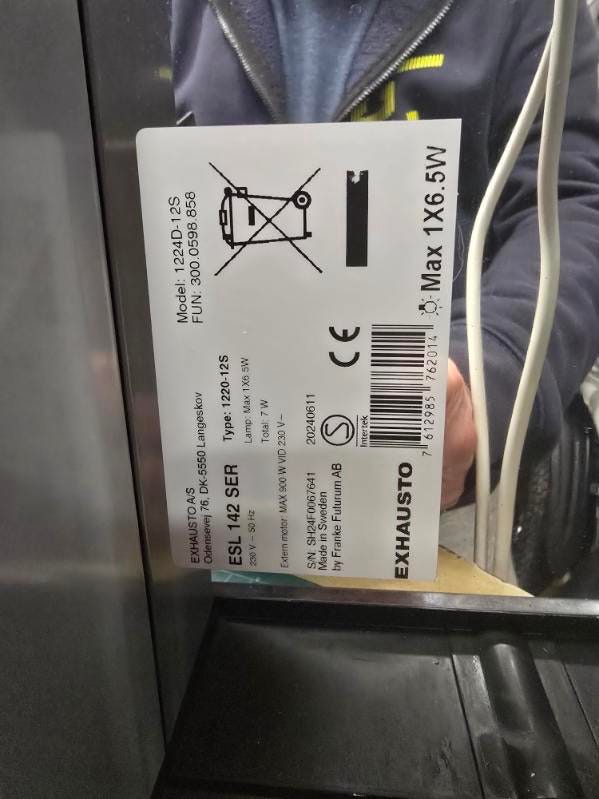 EXHAUSTO A/S
Odensevej 76, DK-5550 Langeskov
Model: 1224D-12S
FUN: 300.0598.858
ESL 142 SER
Type: 1220-12S
230 V ~ 50 Hz
Lamp: Max 1X6.5W
Total: 7 W
Extern motor: MAX 900 W VID 230 V~
S/N: SH24F0067641
20240611
Made in Sweden
by Franke Futurum AB
S
Intertek
CE
EXHAUSTO
7 612985 762014
Max 1X6.5W